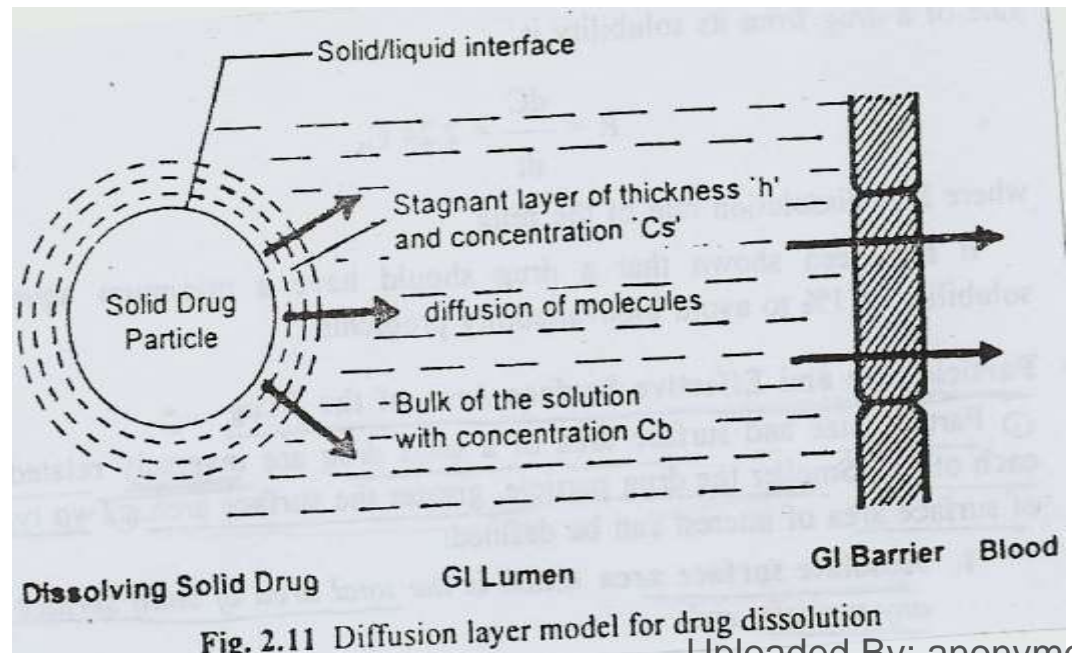 Solid/liquid interface
Stagnant layer of thickness 'h'
and concentration 'Cs'
Solid Drug
Particle
diffusion of molecules
Bulk of the solution
with concentration Cb
Dissolving Solid Drug
GI Lumen
GI Barrier
Blood
Fig. 2.11 Diffusion layer model for drug dissolution
Uploaded By: